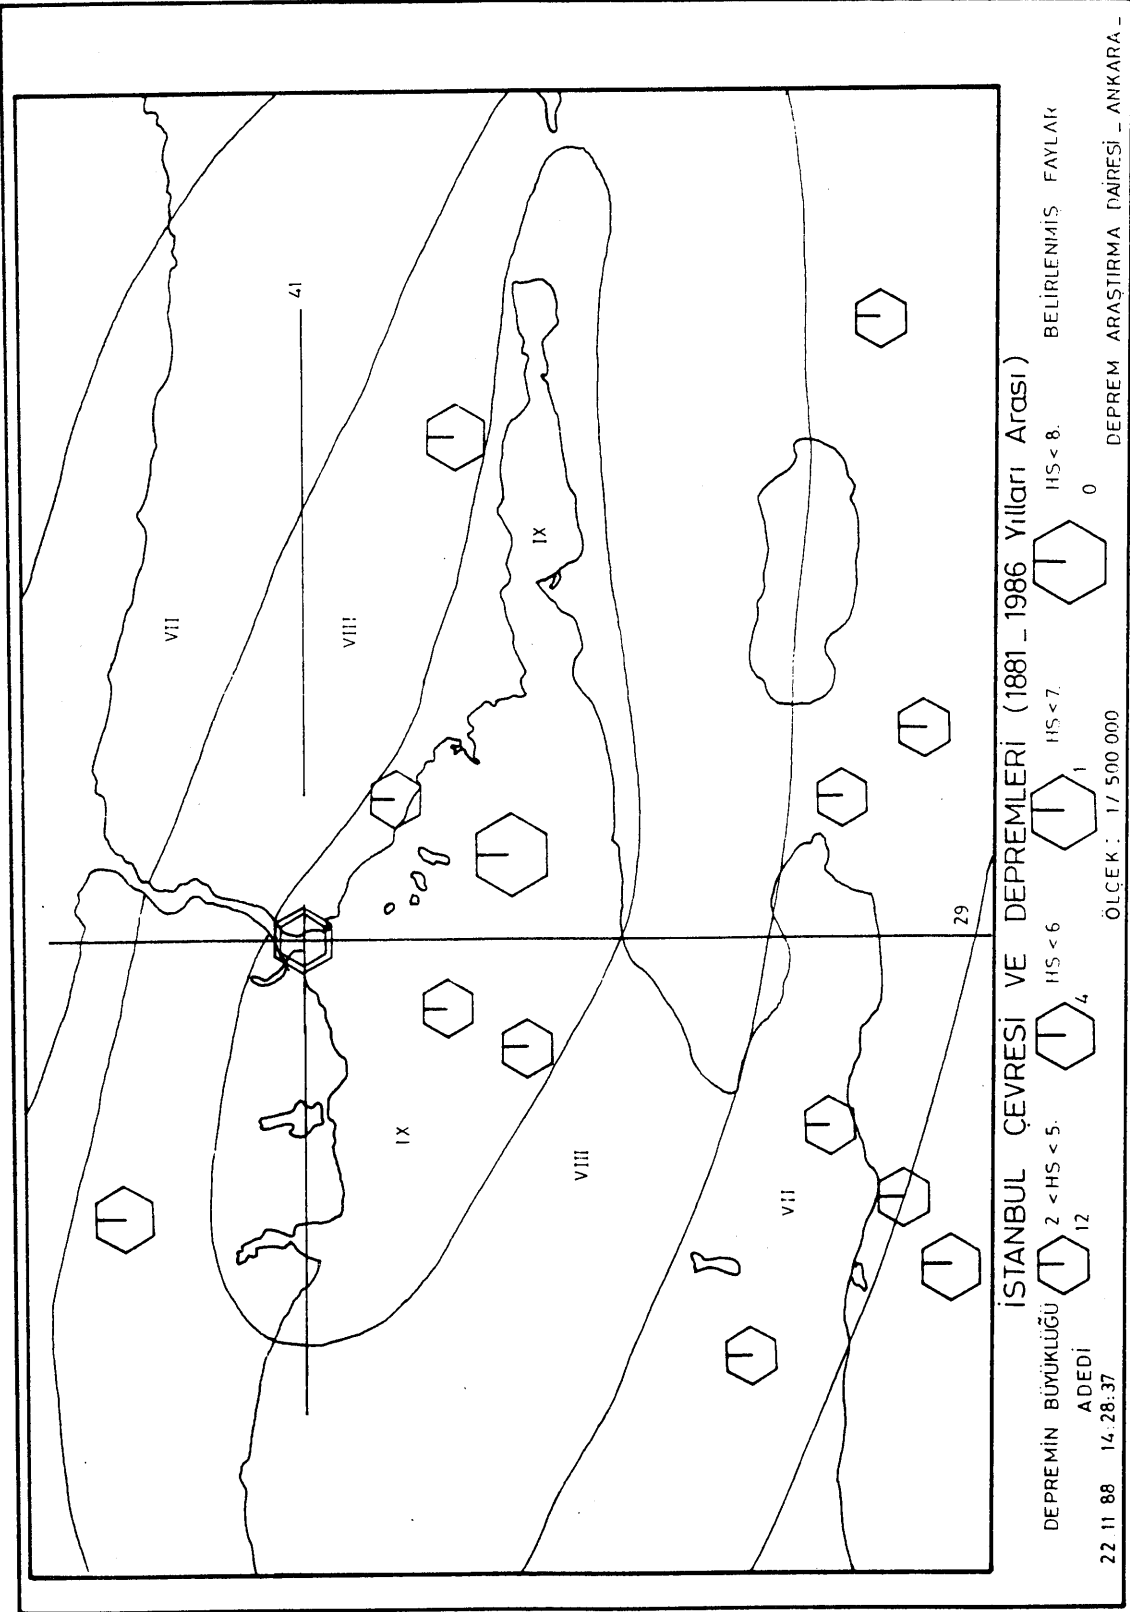 VII
41
VIII
IX
IX
VIII
VII
29
İSTANBUL ÇEVRESİ VE DEPREMLERİ (1881_1986 Yılları Arası)
DEPREMİN BÜYÜKLÜĞÜ 2 < HS < 5. HS < 6 HS < 7. HS < 8. BELİRLENMİŞ FAYLAR
ADEDİ 12 4 1 0
22.11 88 14:28:37 ÖLÇEK: 1/ 500 000 DEPREM ARAŞTIRMA DAİRESİ _ ANKARA _